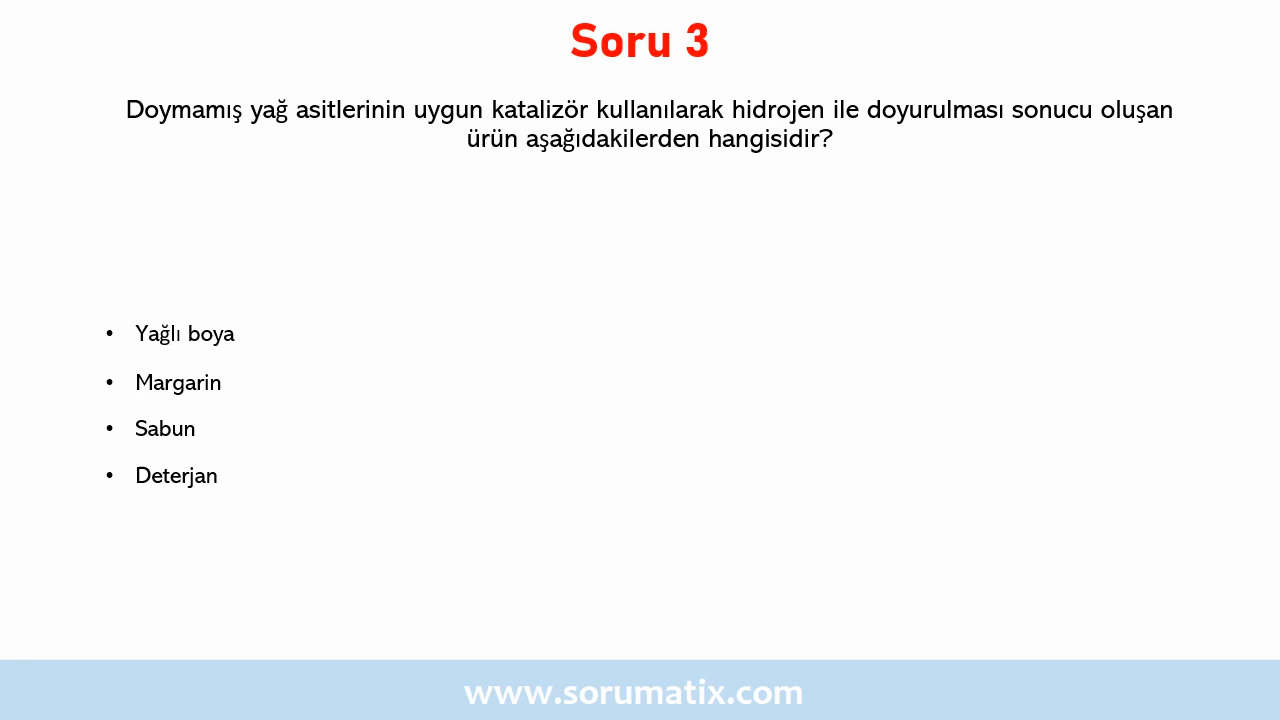 Soru 3
Doymamış yağ asitlerinin uygun katalizör kullanılarak hidrojen ile doyurulması sonucu oluşan
ürün aşağıdakilerden hangisidir?
• Yağlı boya
• Margarin
• Sabun
• Deterjan
www.sorumatix.com